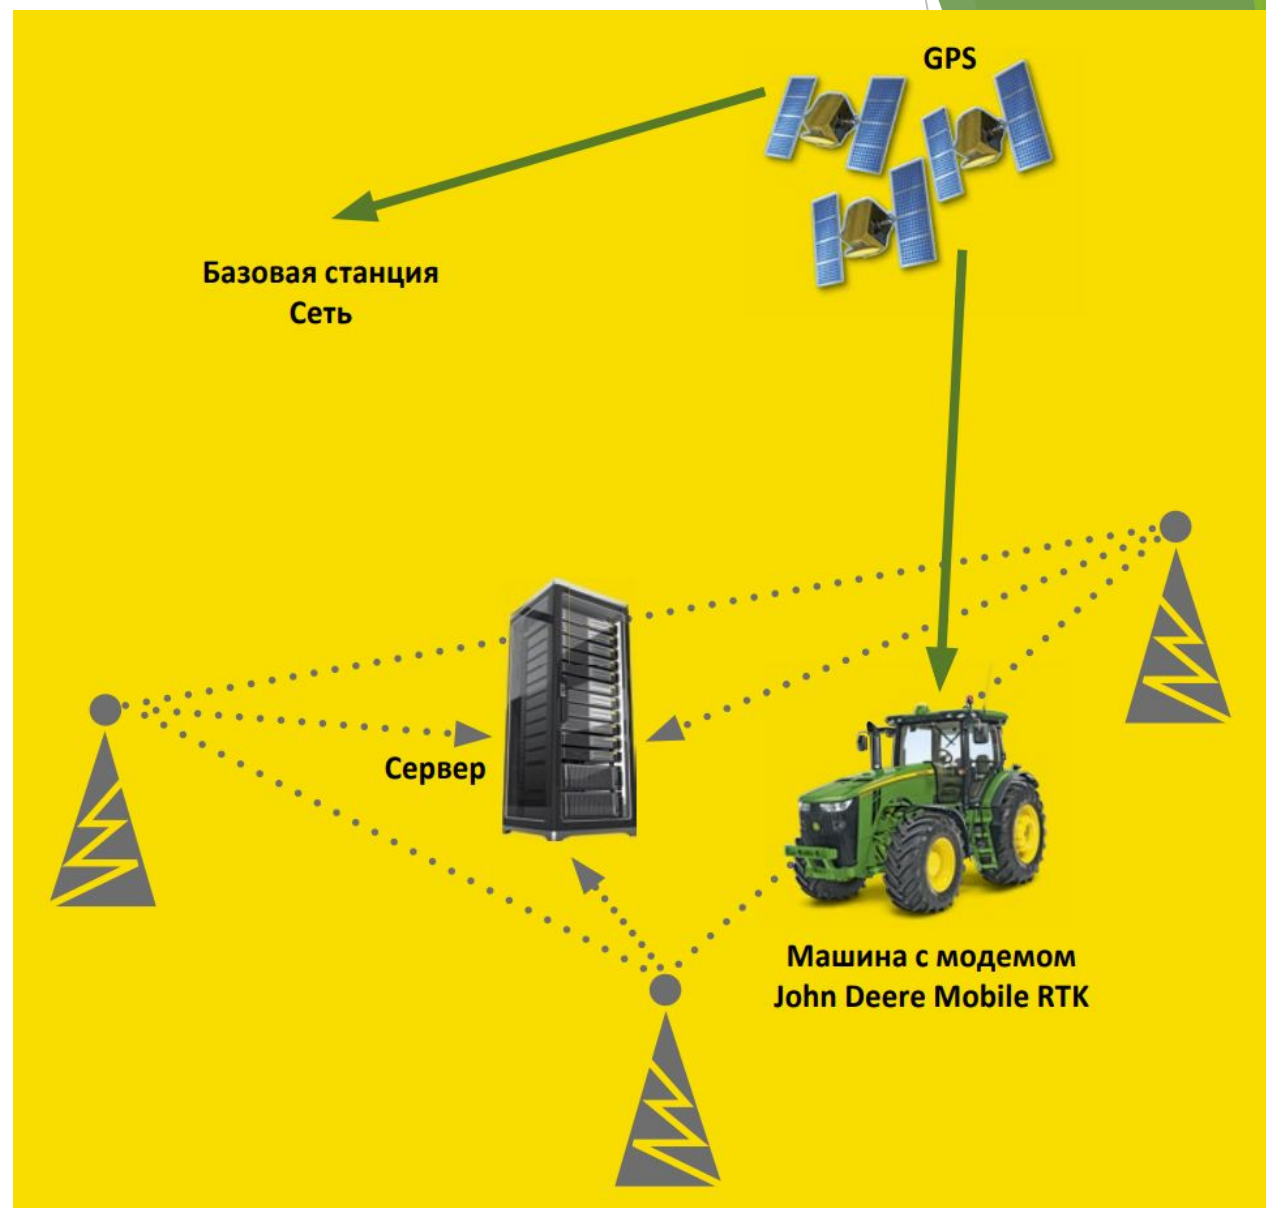 GPS
Базовая станция
Сеть
Сервер
Машина с модемом
John Deere Mobile RTK